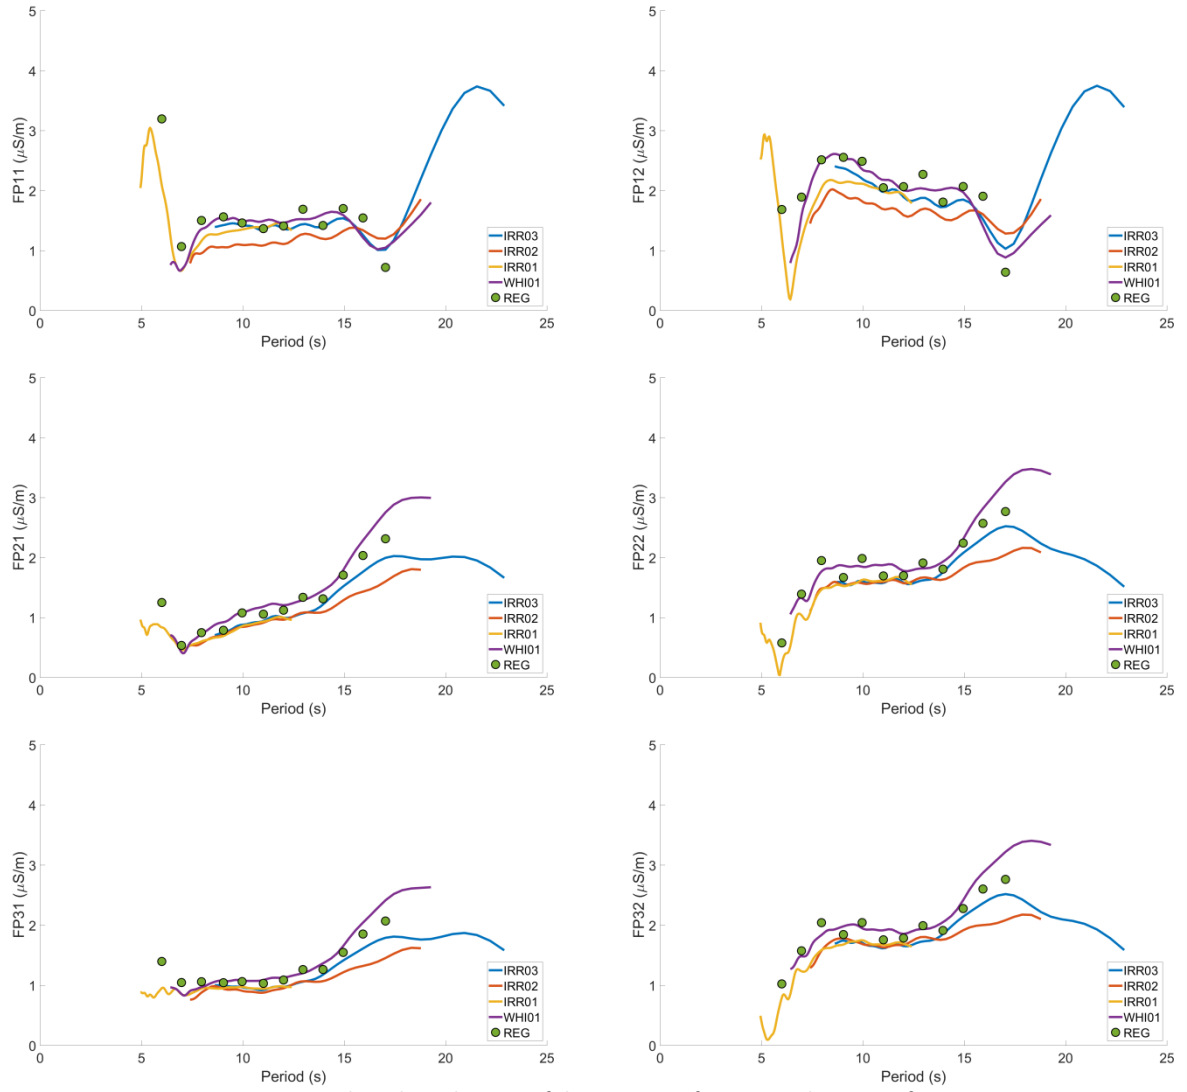 5
4
3
2
1
0
FP11 (μS/m)
0 5 10 15 20 25
Period (s)
IRR03
IRR02
IRR01
WHI01
REG
5
4
3
2
1
0
FP12 (μS/m)
0 5 10 15 20 25
Period (s)
IRR03
IRR02
IRR01
WHI01
REG
5
4
3
2
1
0
FP21 (μS/m)
0 5 10 15 20 25
Period (s)
IRR03
IRR02
IRR01
WHI01
REG
5
4
3
2
1
0
FP22 (μS/m)
0 5 10 15 20 25
Period (s)
IRR03
IRR02
IRR01
WHI01
REG
5
4
3
2
1
0
FP31 (μS/m)
0 5 10 15 20 25
Period (s)
IRR03
IRR02
IRR01
WHI01
REG
5
4
3
2
1
0
FP32 (μS/m)
0 5 10 15 20 25
Period (s)
IRR03
IRR02
IRR01
WHI01
REG